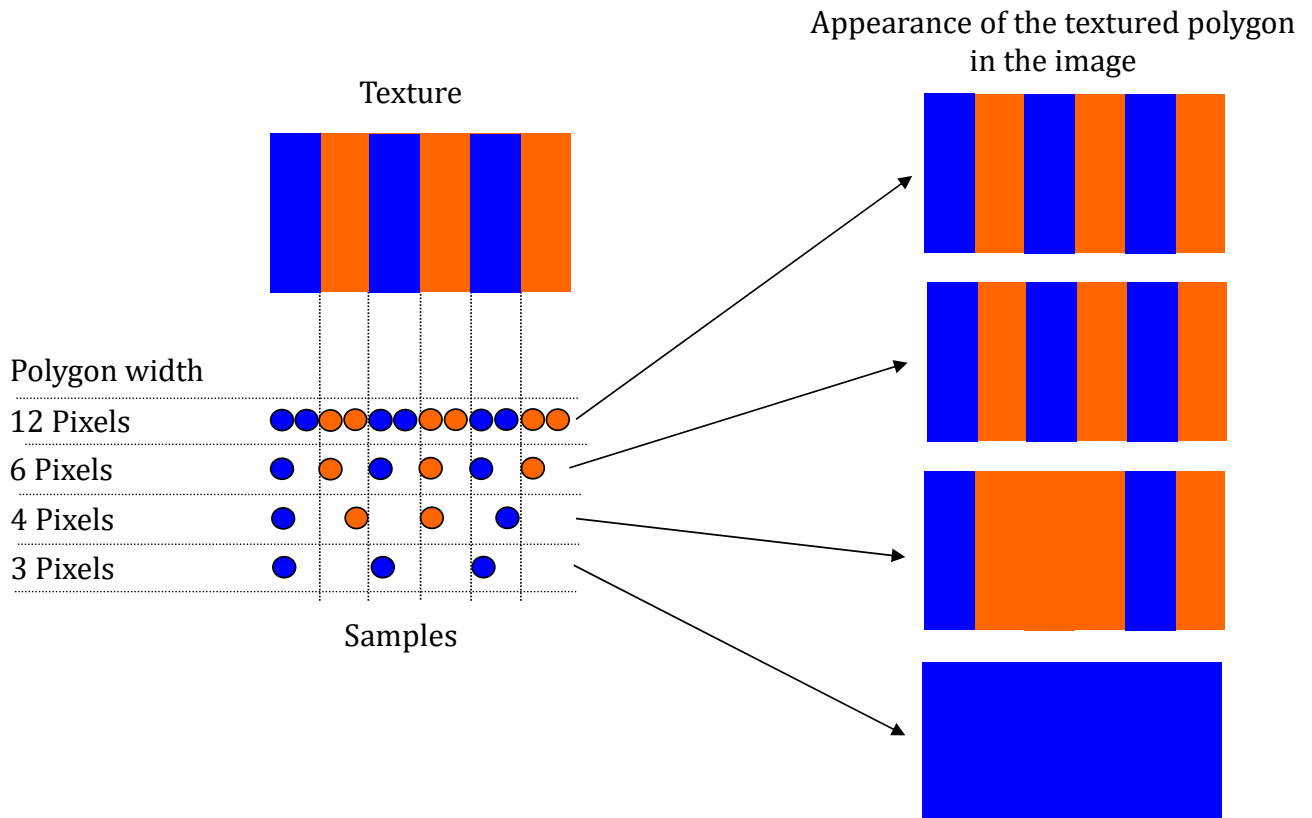 Appearance of the textured polygon
in the image
Texture
Polygon width
12 Pixels
6 Pixels
4 Pixels
3 Pixels
Samples